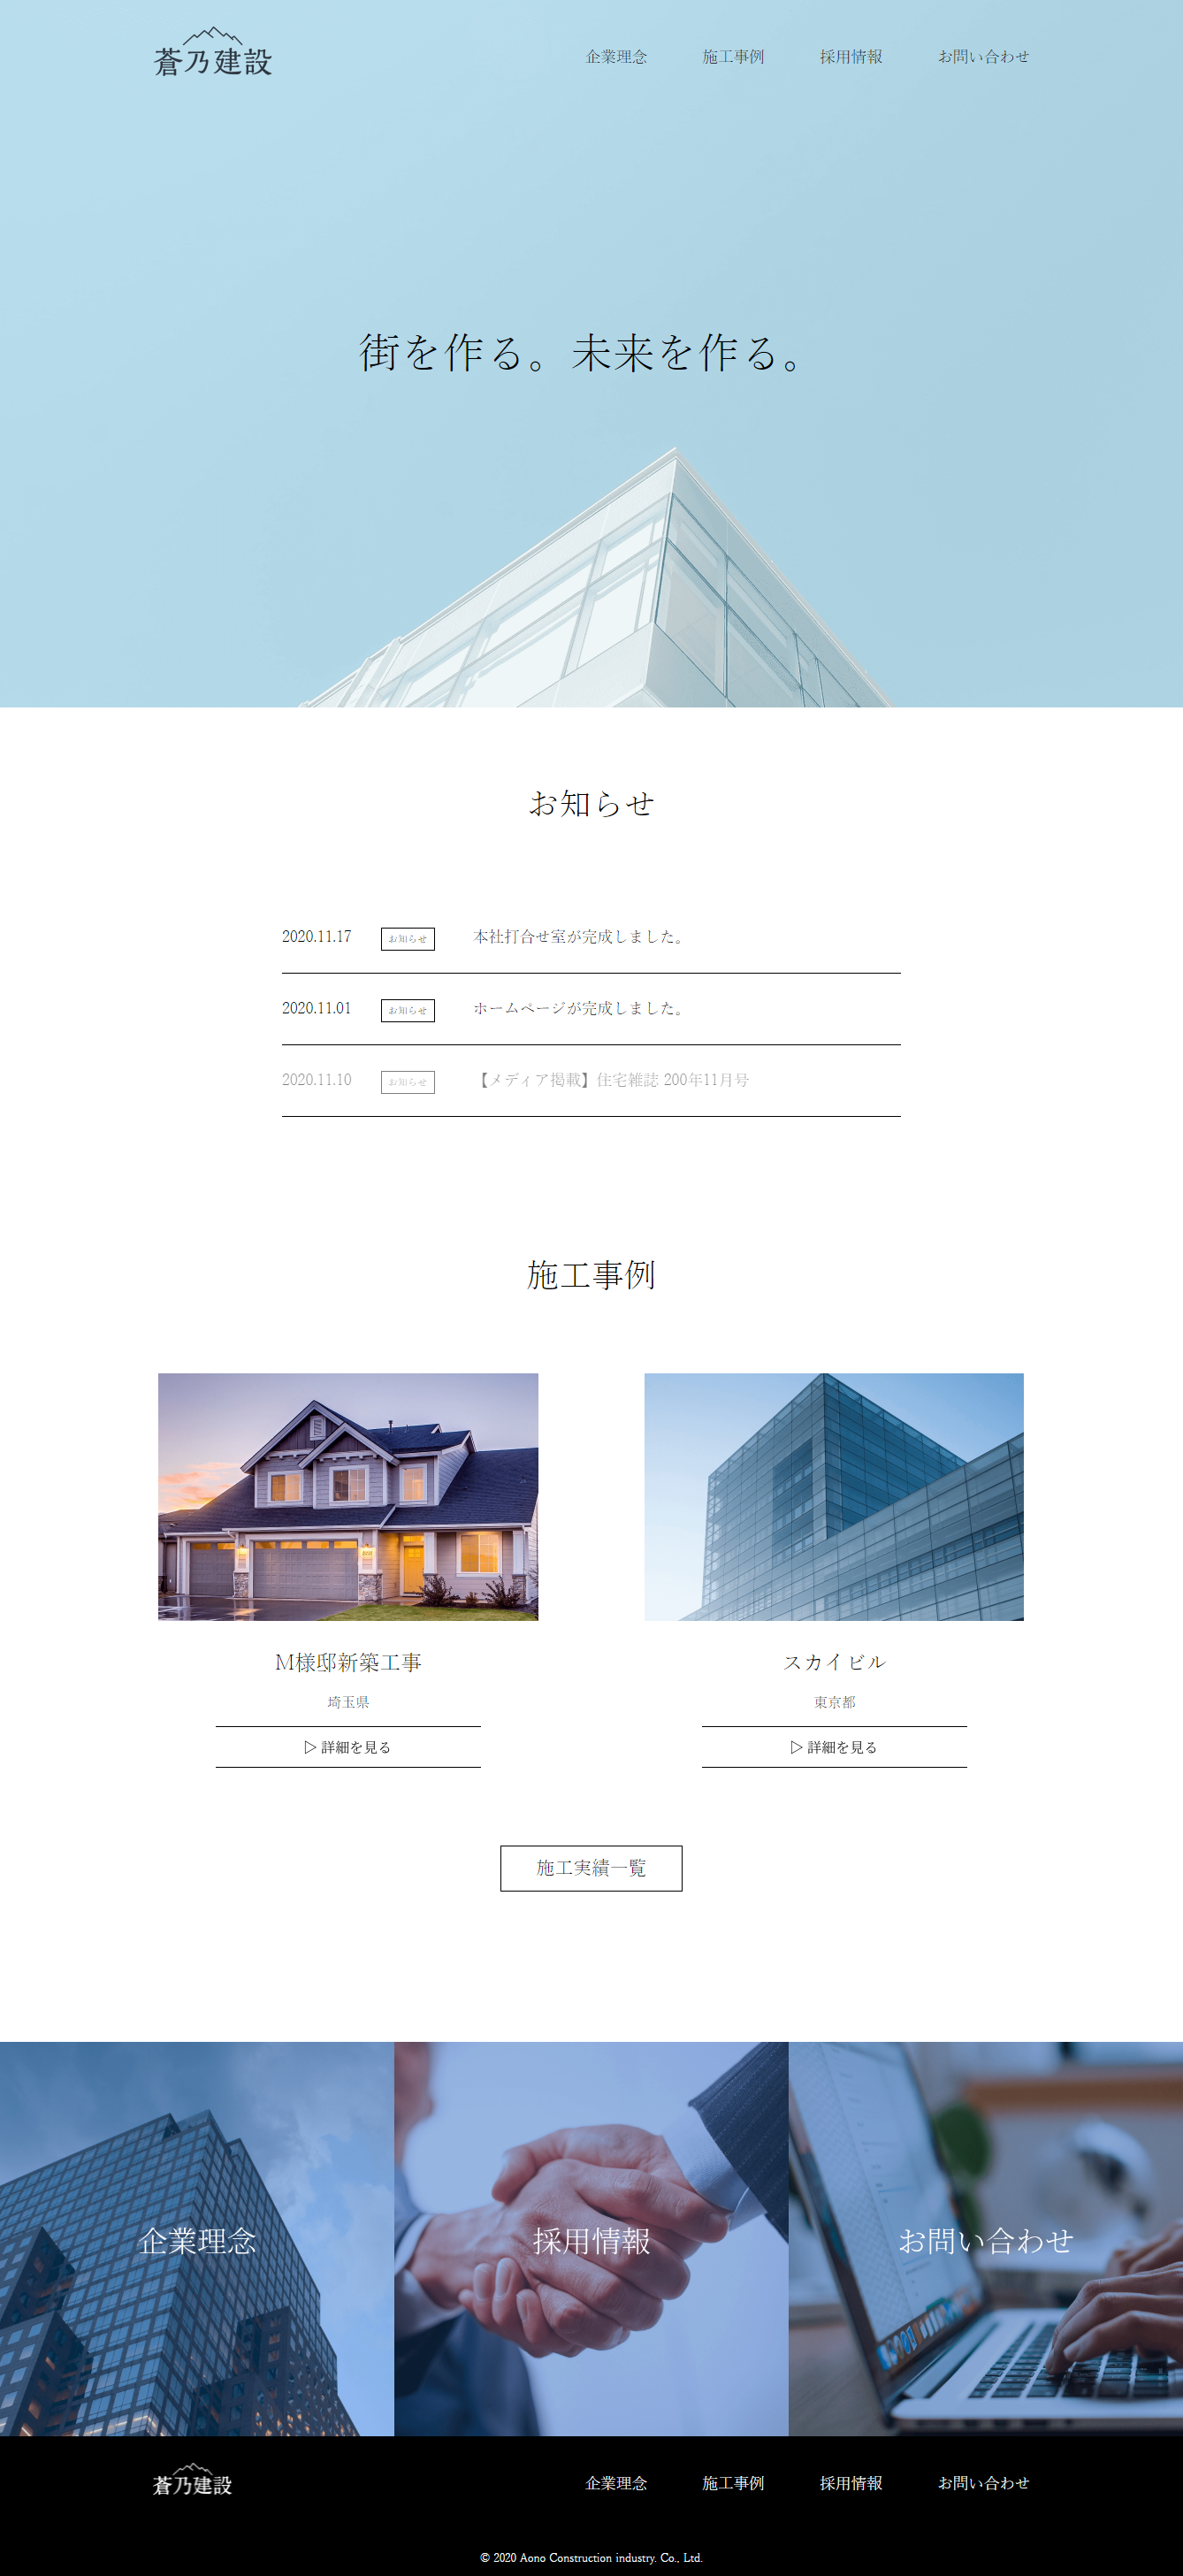 蒼乃建設
企業理念 施工事例 採用情報 お問い合わせ
街を作る。未来を作る。
お知らせ
2020.11.17 お知らせ 本社打合せ室が完成しました。
2020.11.01 お知らせ ホームページが完成しました。
2020.11.10 お知らせ 【メディア掲載】住宅雑誌 200年11月号
施工事例
M様邸新築工事
埼玉県
▷ 詳細を見る
スカイビル
東京都
▷ 詳細を見る
施工実績一覧
企業理念
採用情報
お問い合わせ
蒼乃建設
企業理念 施工事例 採用情報 お問い合わせ
© 2020 Aono Construction industry. Co., Ltd.